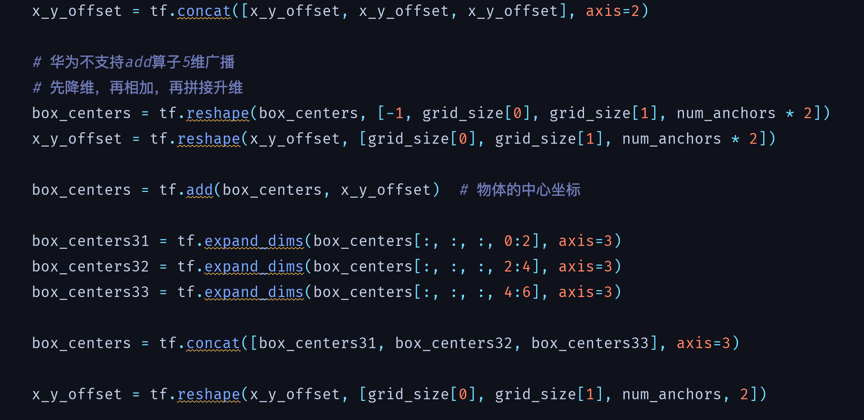 x_y_offset = tf.concat([x_y_offset, x_y_offset, x_y_offset], axis=2)
# 华为不支持add算子5维广播
# 先降维，再相加，再拼接升维
box_centers = tf.reshape(box_centers, [-1, grid_size[0], grid_size[1], num_anchors * 2])
x_y_offset = tf.reshape(x_y_offset, [grid_size[0], grid_size[1], num_anchors * 2])
box_centers = tf.add(box_centers, x_y_offset)  # 物体的中心坐标
box_centers31 = tf.expand_dims(box_centers[:, :, :, 0:2], axis=3)
box_centers32 = tf.expand_dims(box_centers[:, :, :, 2:4], axis=3)
box_centers33 = tf.expand_dims(box_centers[:, :, :, 4:6], axis=3)
box_centers = tf.concat([box_centers31, box_centers32, box_centers33], axis=3)
x_y_offset = tf.reshape(x_y_offset, [grid_size[0], grid_size[1], num_anchors, 2])